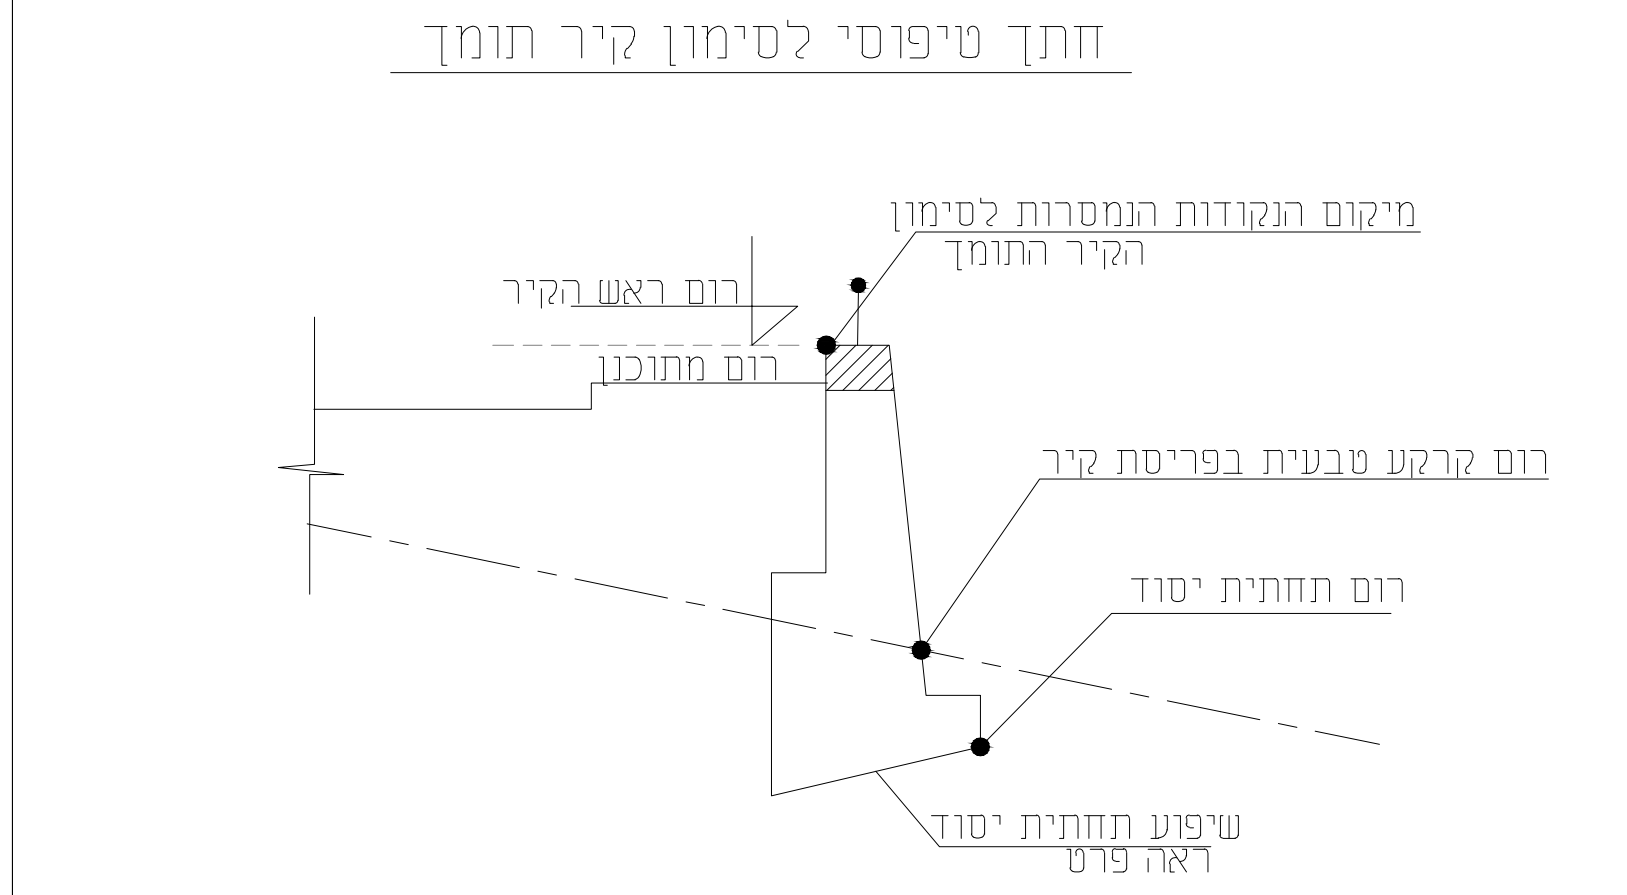 חתך טיפוסי לסימון קיר תומך
מיקום הנקודות הנמסרות לסימון
הקיר התומך
רום ראש הקיר
רום מתוכנן
רום קרקע טבעית בפריסת קיר
רום תחתית יסוד
שיפוע תחתית יסוד
ראה פרט